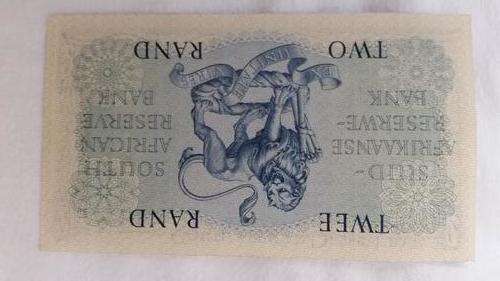 TWEE RAND
SUID-
AFRIKAANSE
RESERWE-
BANK
SOUTH
AFRICAN
RESERVE
BANK
TWO RAND